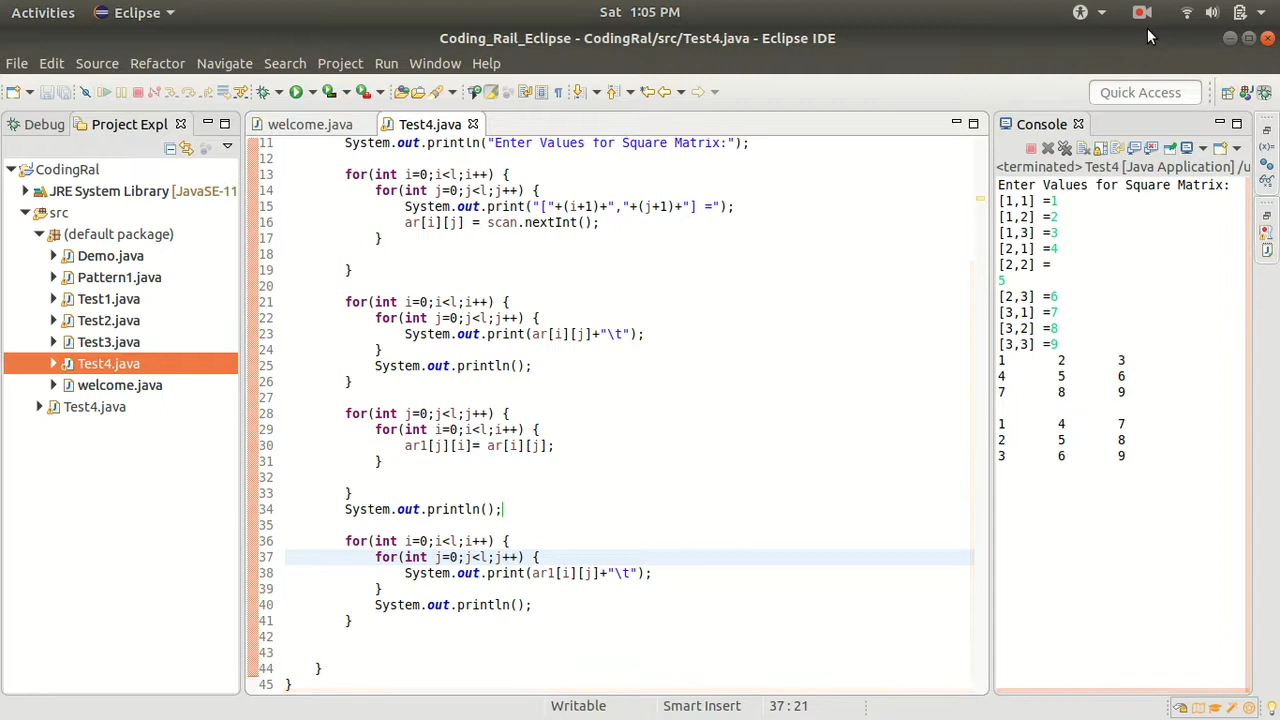 Activities Eclipse Sat 1:05 PM
Coding_Rail_Eclipse - CodingRal/src/Test4.java - Eclipse IDE
File Edit Source Refactor Navigate Search Project Run Window Help
Quick Access
Debug Project Expl
welcome.java Test4.java
Console
CodingRal
JRE System Library [JavaSE-11
src
(default package)
Demo.java
Pattern1.java
Test1.java
Test2.java
Test3.java
Test4.java
welcome.java
Test4.java
11 System.out.println("Enter Values for Square Matrix:");
12
13 for(int i=0;i<l;i++) {
14 for(int j=0;j<l;j++) {
15 System.out.print("["+(i+1)+","+(j+1)+"] =");
16 ar[i][j] = scan.nextInt();
17 }
18
19 }
20
21 for(int i=0;i<l;i++) {
22 for(int j=0;j<l;j++) {
23 System.out.print(ar[i][j]+"\t");
24 }
25 System.out.println();
26 }
27
28 for(int j=0;j<l;j++) {
29 for(int i=0;i<l;i++) {
30 ar1[j][i]= ar[i][j];
31 }
32
33 }
34 System.out.println();
35
36 for(int i=0;i<l;i++) {
37 for(int j=0;j<l;j++) {
38 System.out.print(ar1[i][j]+"\t");
39 }
40 System.out.println();
41 }
42
43
44 }
45 }
<terminated> Test4 [Java Application] /u
Enter Values for Square Matrix:
[1,1] =1
[1,2] =2
[1,3] =3
[2,1] =4
[2,2] =
5
[2,3] =6
[3,1] =7
[3,2] =8
[3,3] =9
1 2 3
4 5 6
7 8 9
1 4 7
2 5 8
3 6 9
Writable Smart Insert 37 : 21